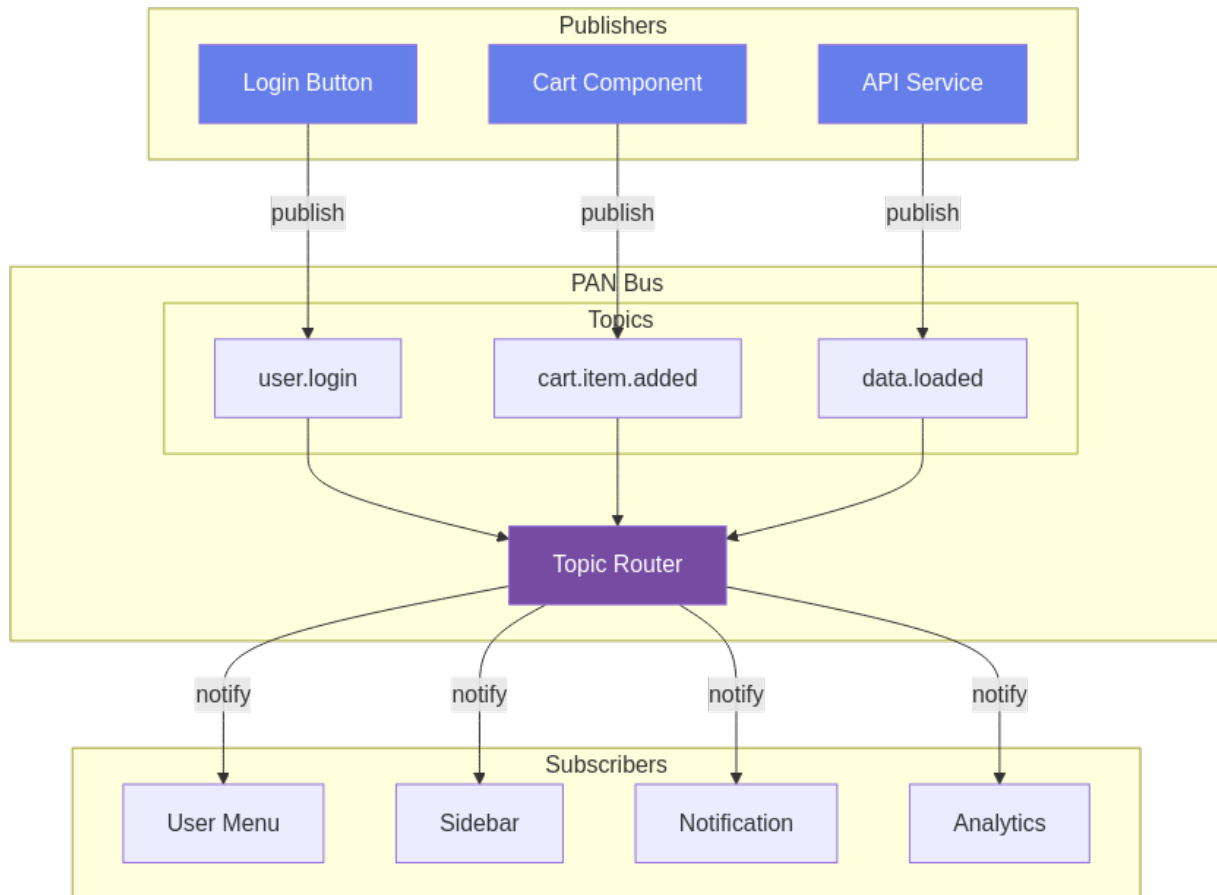 Publishers
Login Button
Cart Component
API Service
publish
publish
publish
PAN Bus
Topics
user.login
cart.item.added
data.loaded
Topic Router
notify
notify
notify
notify
Subscribers
User Menu
Sidebar
Notification
Analytics